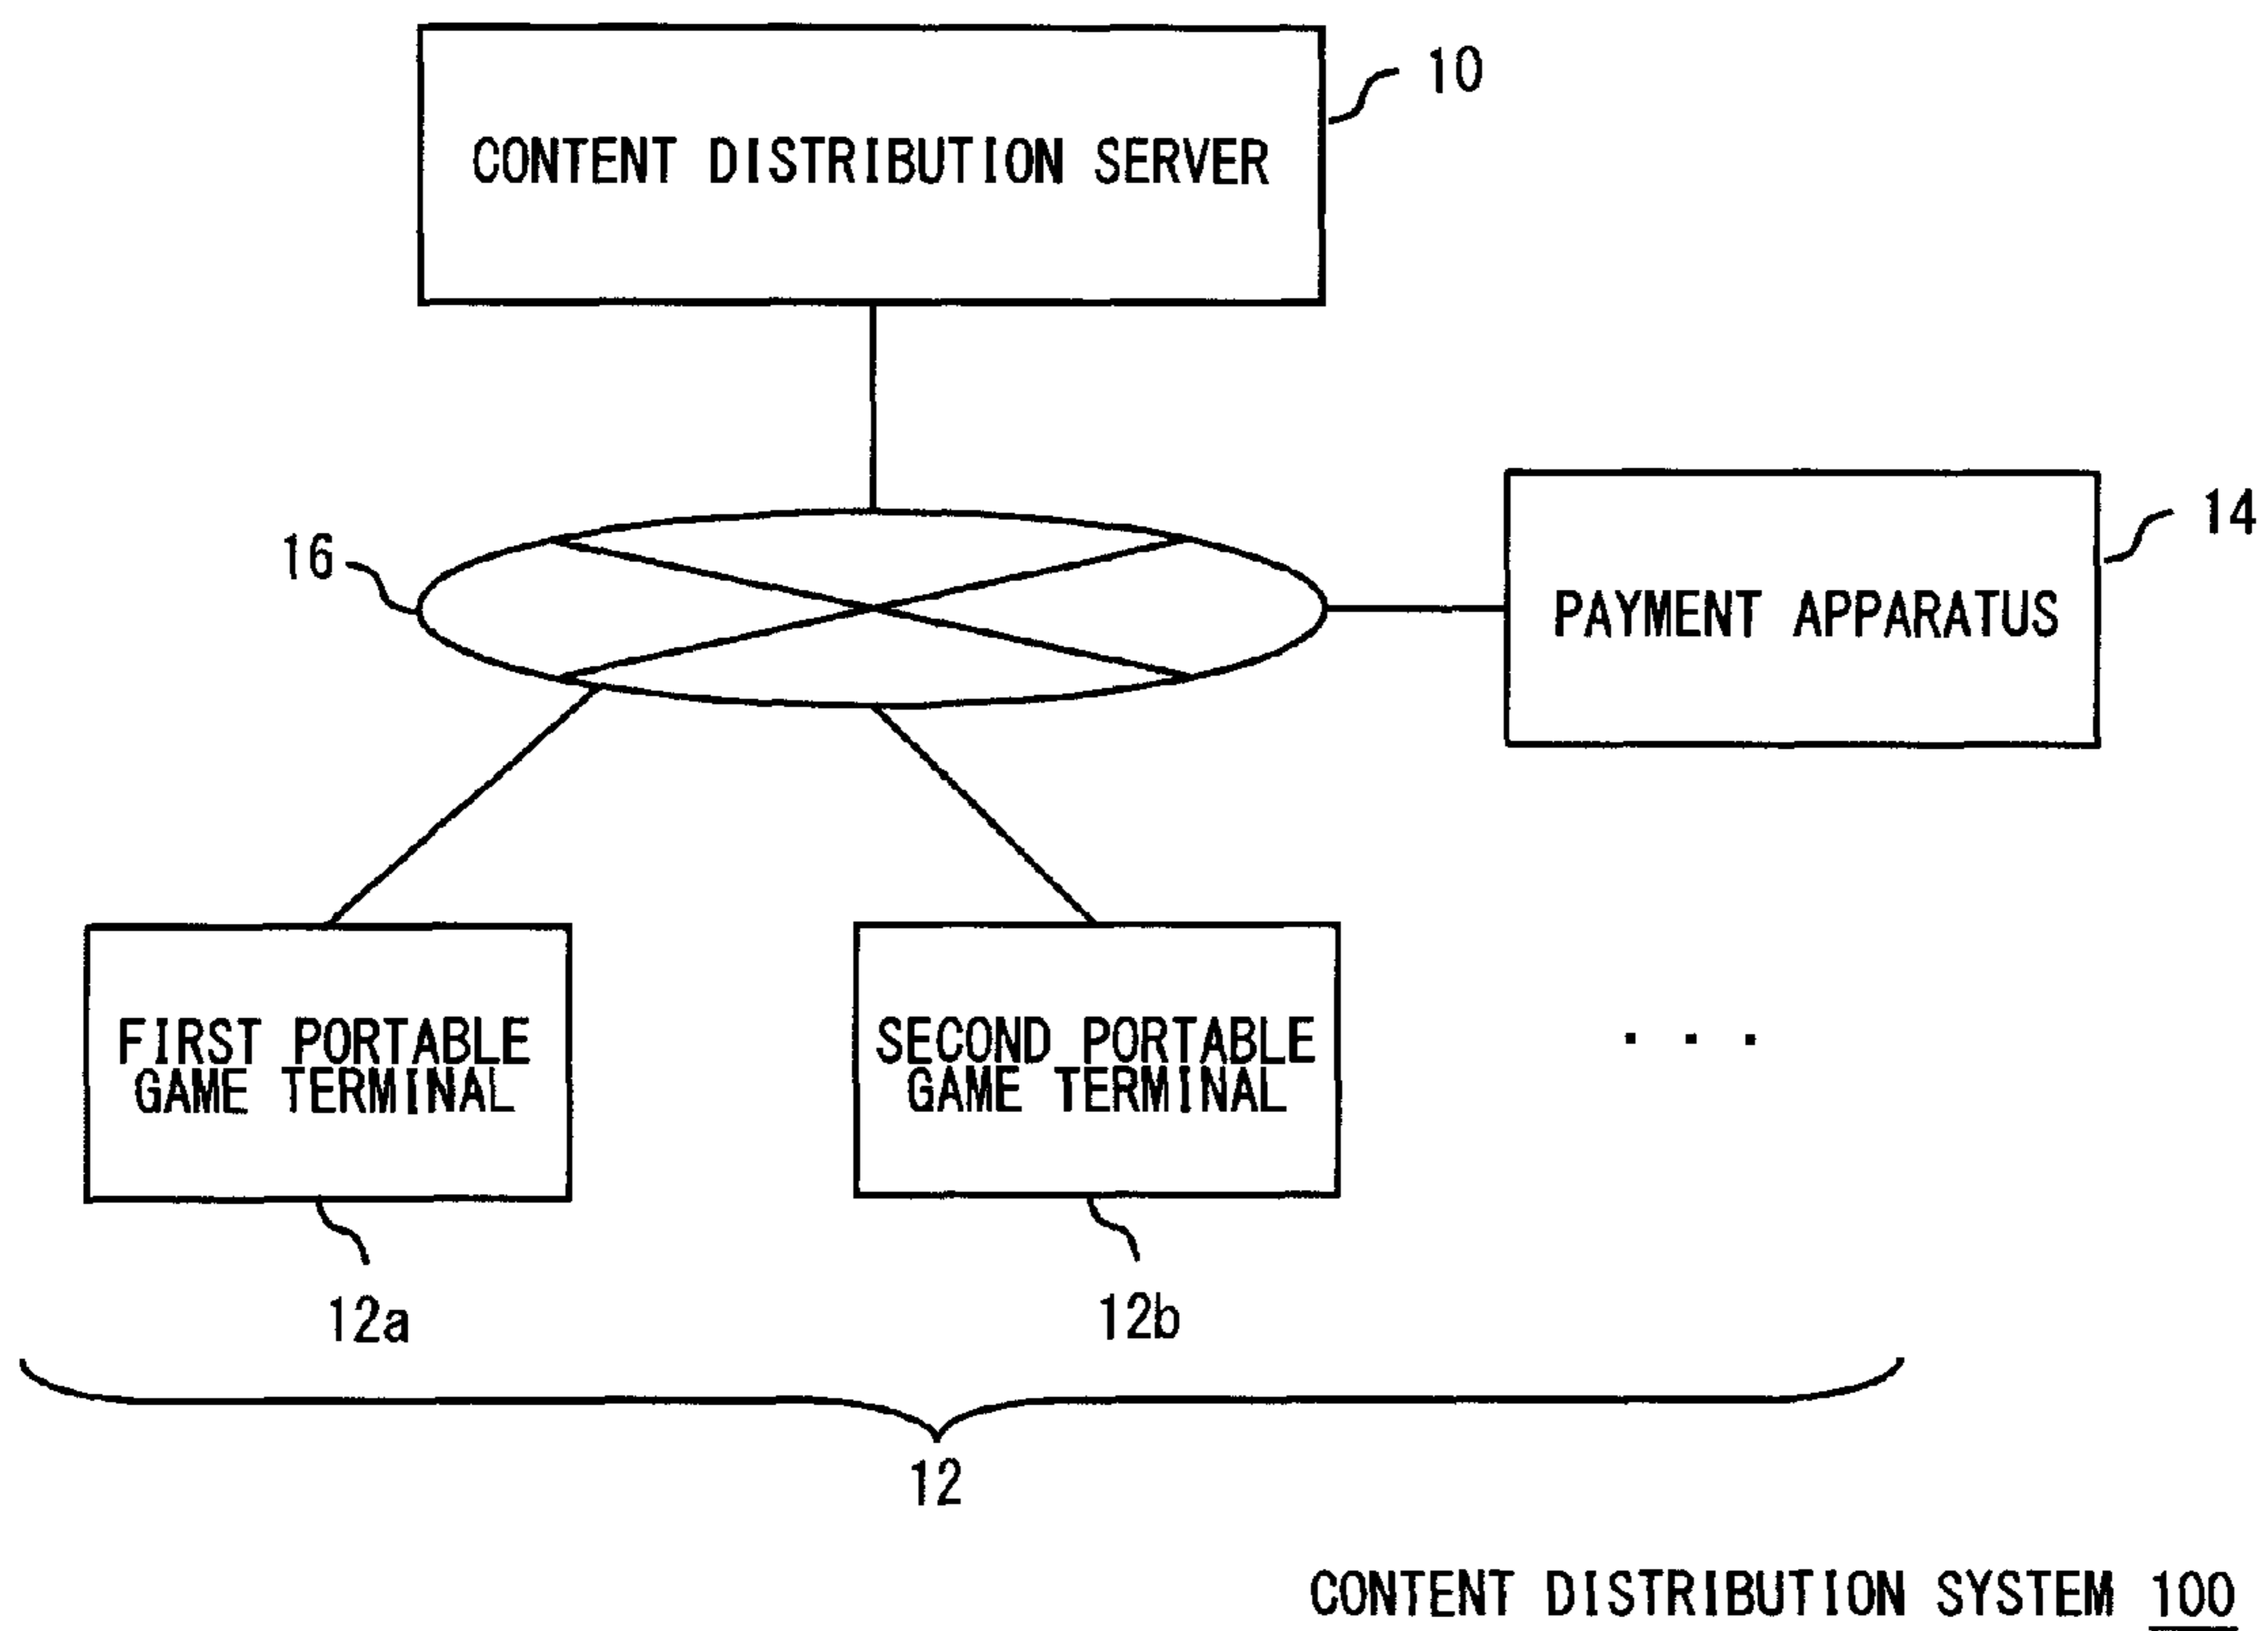 10
CONTENT DISTRIBUTION SERVER
14
16
PAYMENT APPARATUS
FIRST PORTABLE
GAME TERMINAL
SECOND PORTABLE
GAME TERMINAL
. . .
12a
12b
12
CONTENT DISTRIBUTION SYSTEM 100